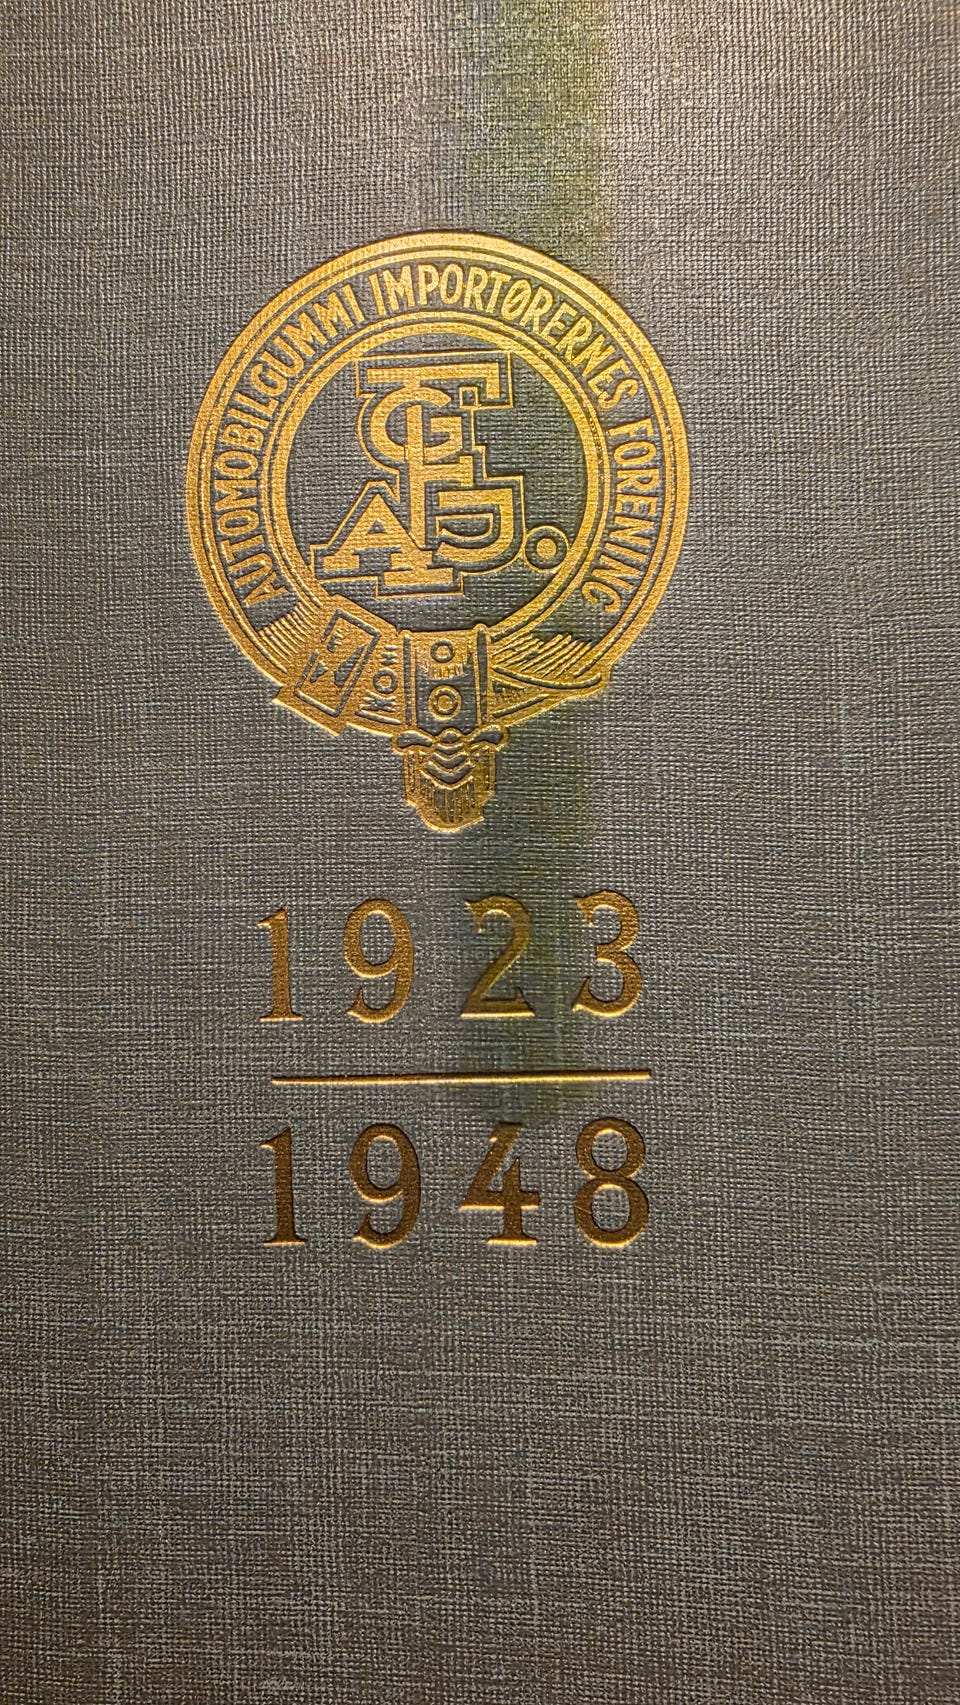 AUTOMOBILGUMMI IMPORTØRERNES FORENING
1923
1948